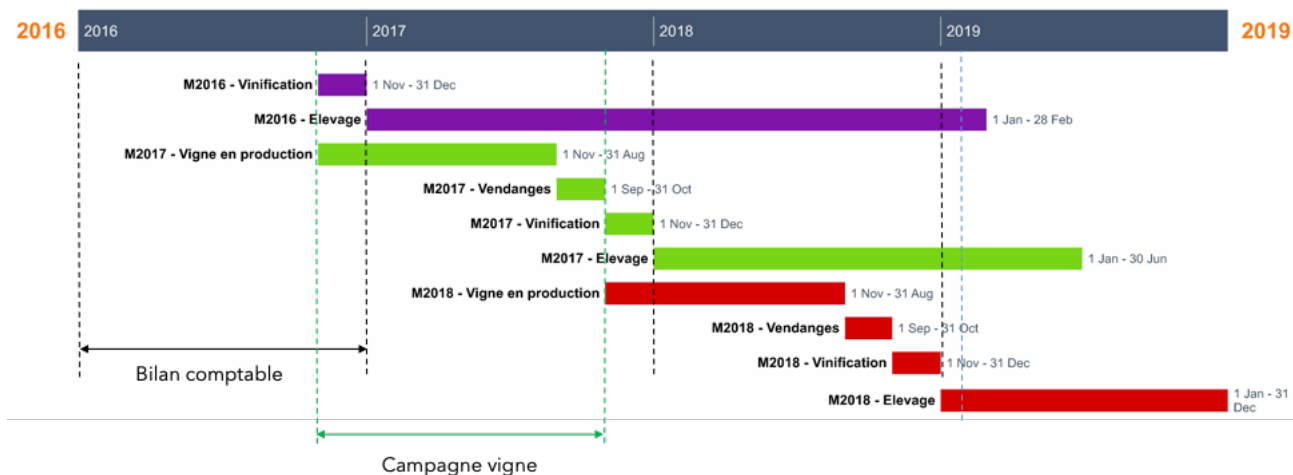 2016 2016 2017 2018 2019 2019
M2016 - Vinification 1 Nov - 31 Dec
M2016 - Elevage 1 Jan - 28 Feb
M2017 - Vigne en production 1 Nov - 31 Aug
M2017 - Vendanges 1 Sep - 31 Oct
M2017 - Vinification 1 Nov - 31 Dec
M2017 - Elevage 1 Jan - 30 Jun
M2018 - Vigne en production 1 Nov - 31 Aug
M2018 - Vendanges 1 Sep - 31 Oct
M2018 - Vinification 1 Nov - 31 Dec
M2018 - Elevage 1 Jan - 31
Dec
Bilan comptable
Campagne vigne